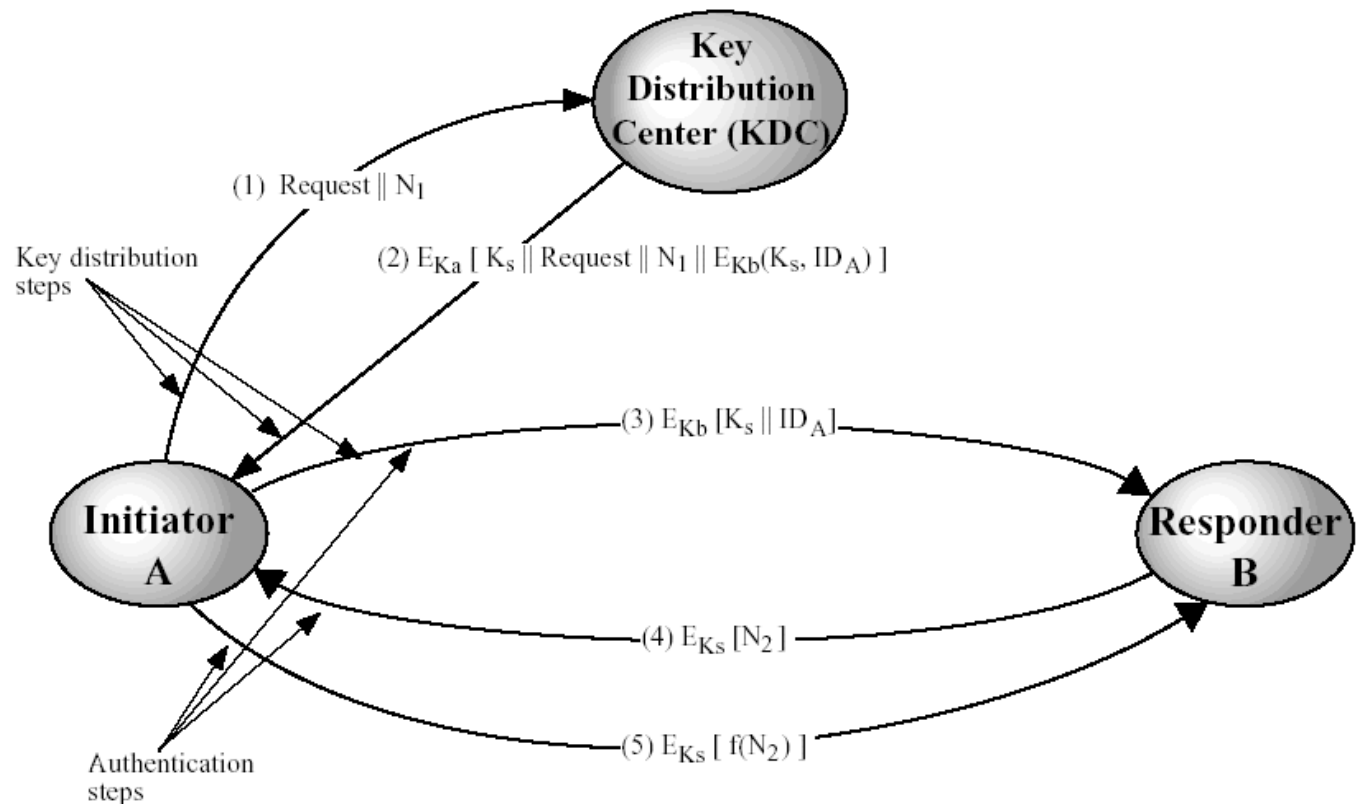 Key
Distribution
Center (KDC)
(1) Request || N1
Key distribution
steps
(2) EKa [ Ks || Request || N1 || EKb(Ks, IDA) ]
(3) EKb [Ks || IDA]
Initiator
A
Responder
B
(4) EKs [N2]
(5) EKs [ f(N2) ]
Authentication
steps